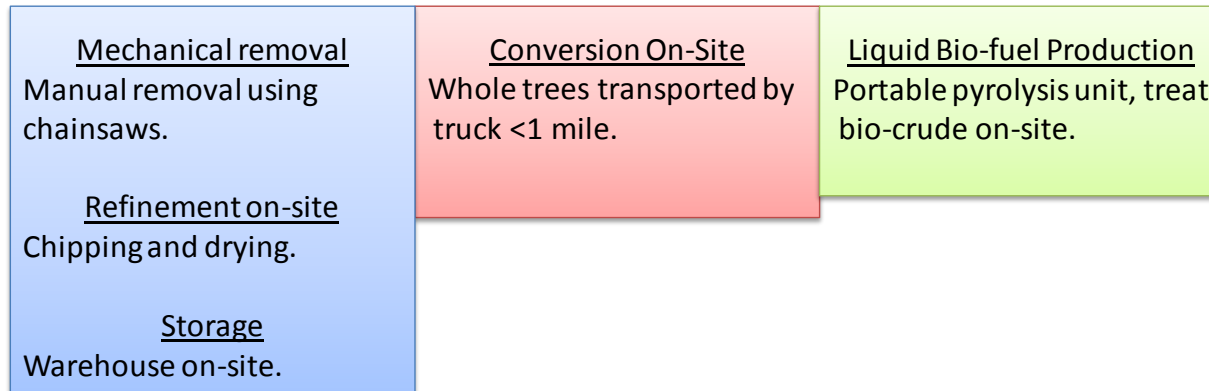 Mechanical removal
Manual removal using
chainsaws.
Refinement on-site
Chipping and drying.
Storage
Warehouse on-site.
Conversion On-Site
Whole trees transported by
truck <1 mile.
Liquid Bio-fuel Production
Portable pyrolysis unit, treat
bio-crude on-site.